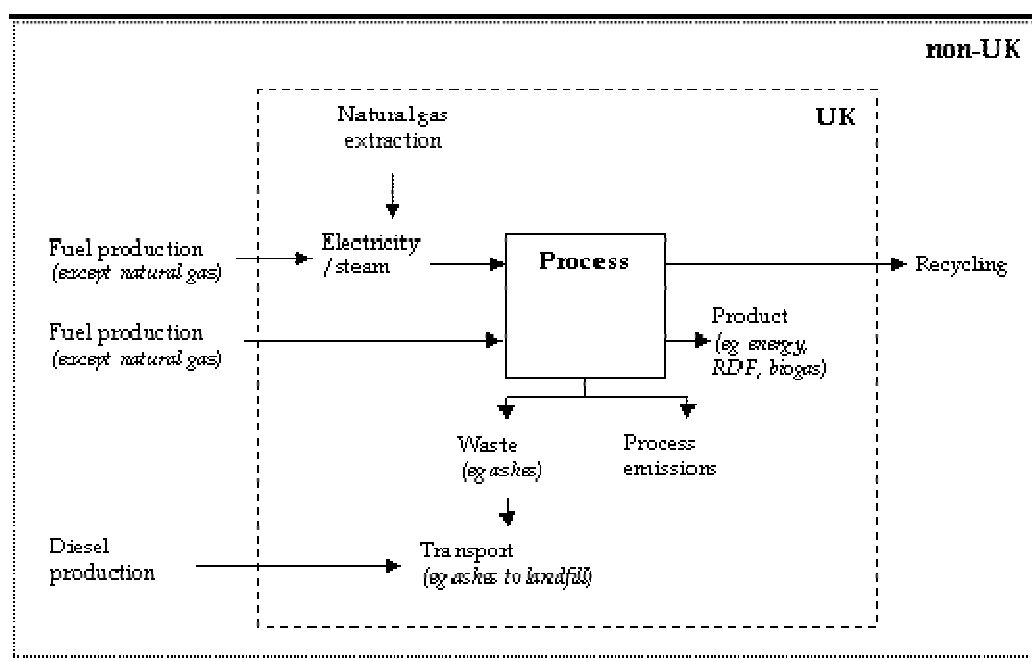 non-UK
UK
Natural gas
extraction
Fuel production
(except natural gas)
Electricity
/ steam
Process
Recycling
Fuel production
(except natural gas)
Product
(eg energy,
RDF, biogas)
Waste
(eg ashes)
Process
emissions
Diesel
production
Transport
(eg ashes to landfill)